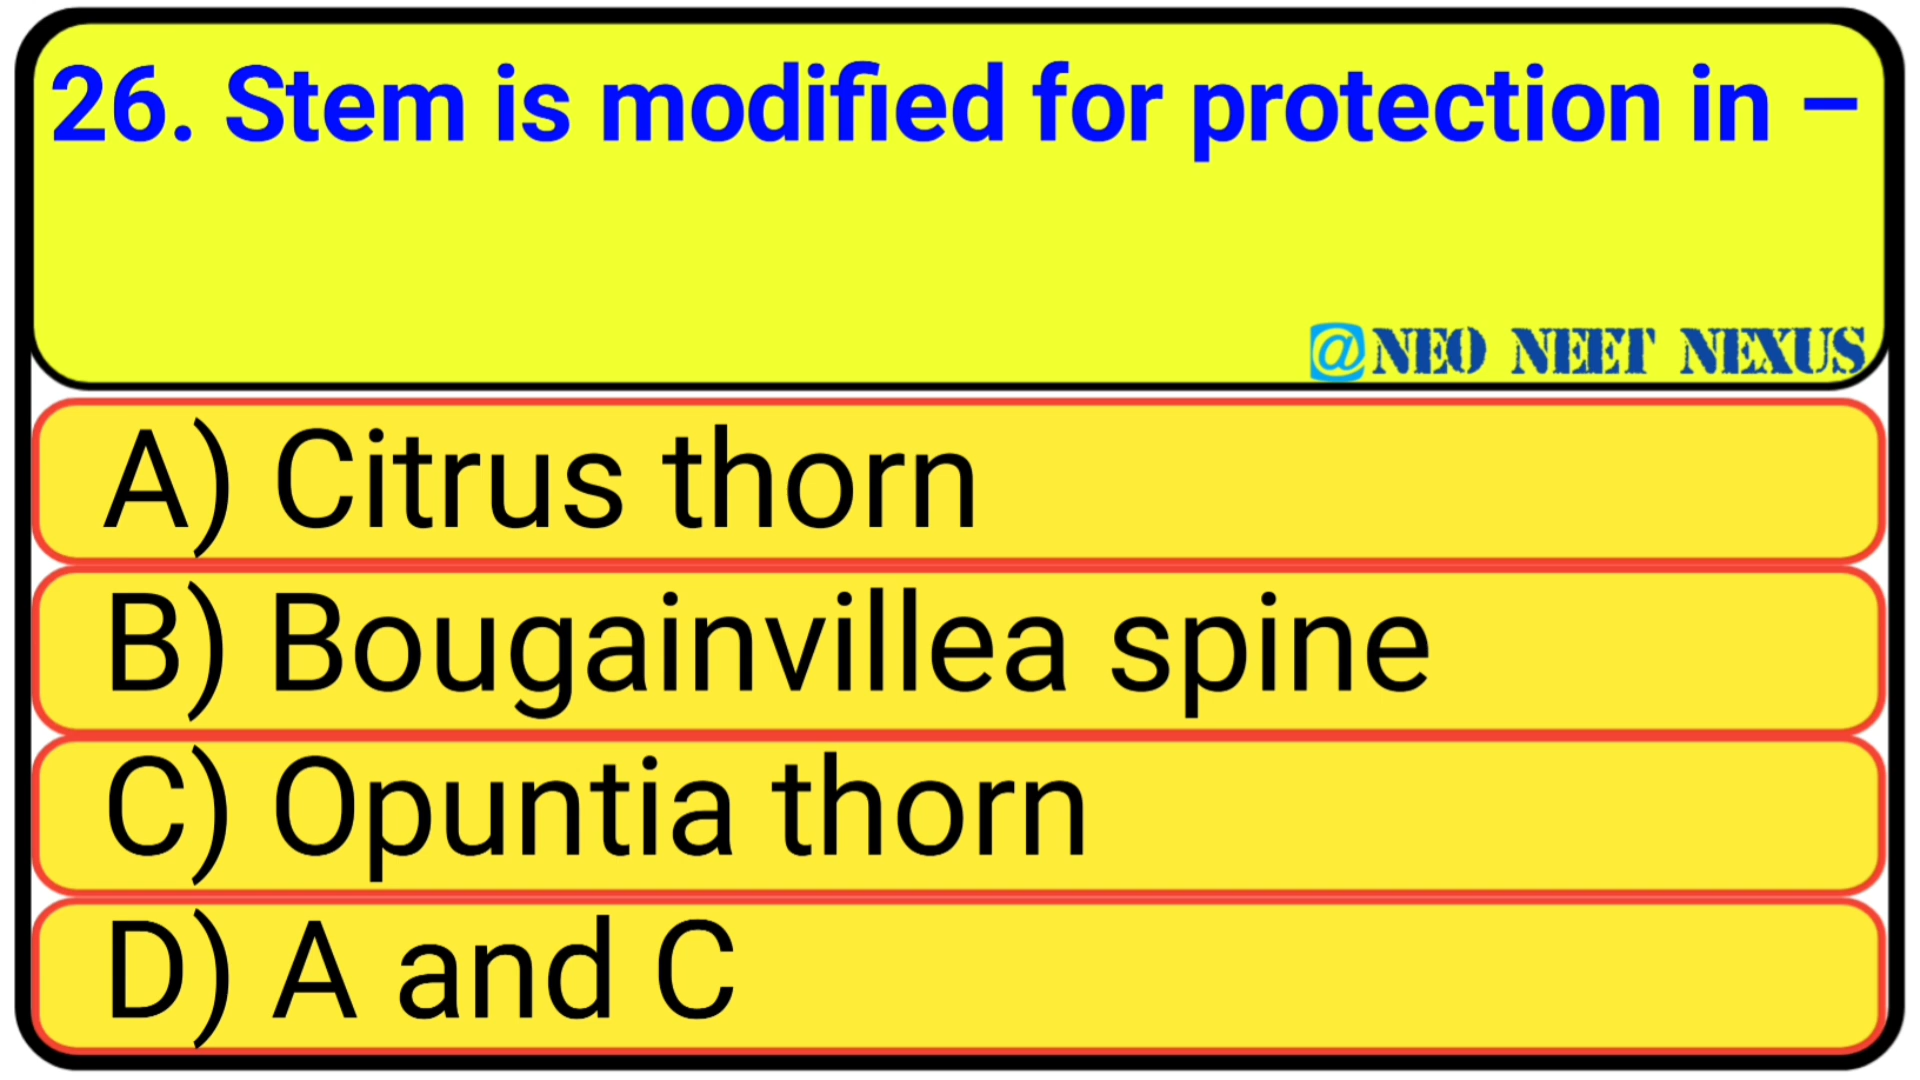 26. Stem is modified for protection in –
@NEO NEET NEXUS
A) Citrus thorn
B) Bougainvillea spine
C) Opuntia thorn
D) A and C